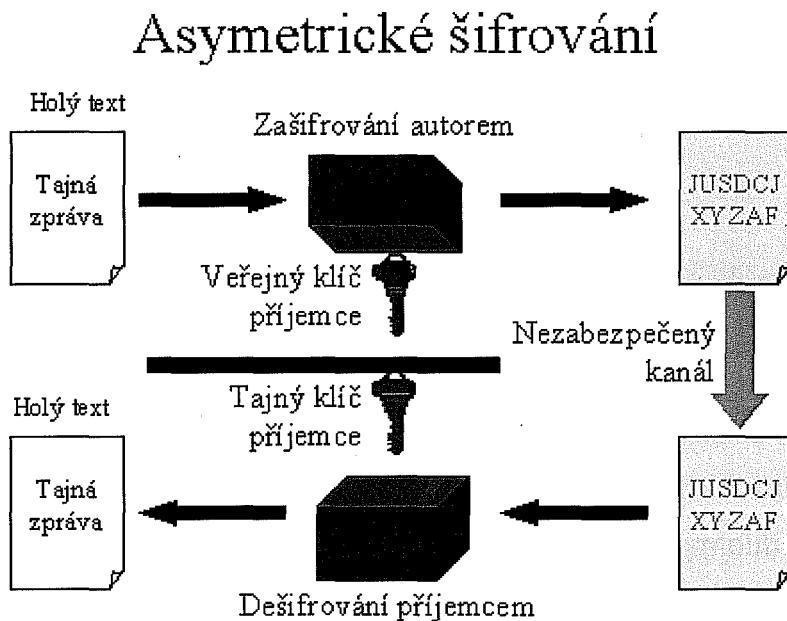 Asymetrické šifrování
Holý text
Zašifrování autorem
Tajná
zpráva
JUSDCJ
XYZAF
Veřejný klíč
příjemce
Nezabezpečený
kanál
Tajný klíč
příjemce
Holý text
Tajná
zpráva
JUSDCJ
XYZAF
Dešifrování příjemcem